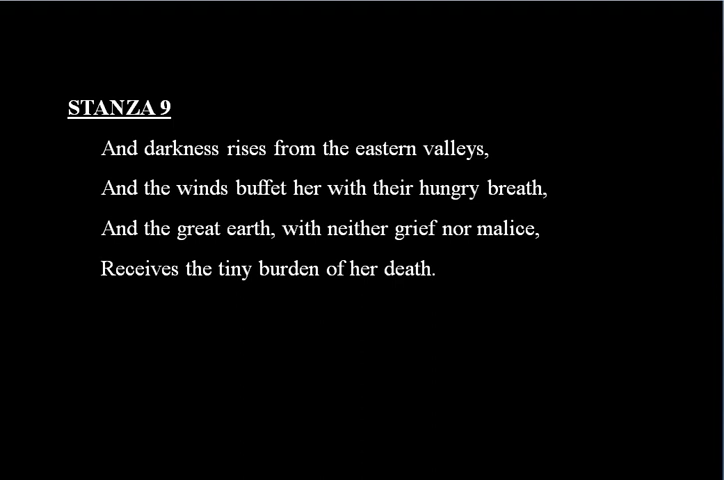 STANZA 9
And darkness rises from the eastern valleys,
And the winds buffet her with their hungry breath,
And the great earth, with neither grief nor malice,
Receives the tiny burden of her death.